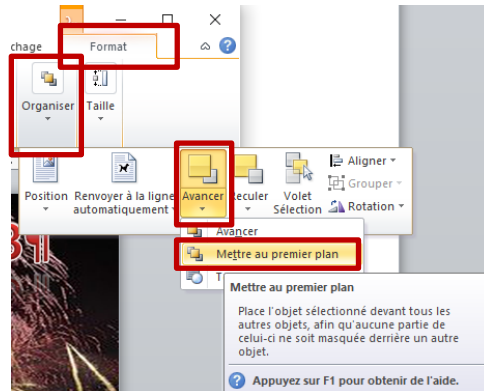 chage Format
Organiser Taille
Position Renvoyer à la ligne automatiquement Avancer Reculer Volet Sélection
Aligner
Grouper
Rotation
Avancer
Mettre au premier plan
T
Mettre au premier plan
Place l'objet sélectionné devant tous les
autres objets, afin qu'aucune partie de
celui-ci ne soit masquée derrière un autre
objet.
Appuyez sur F1 pour obtenir de l'aide.